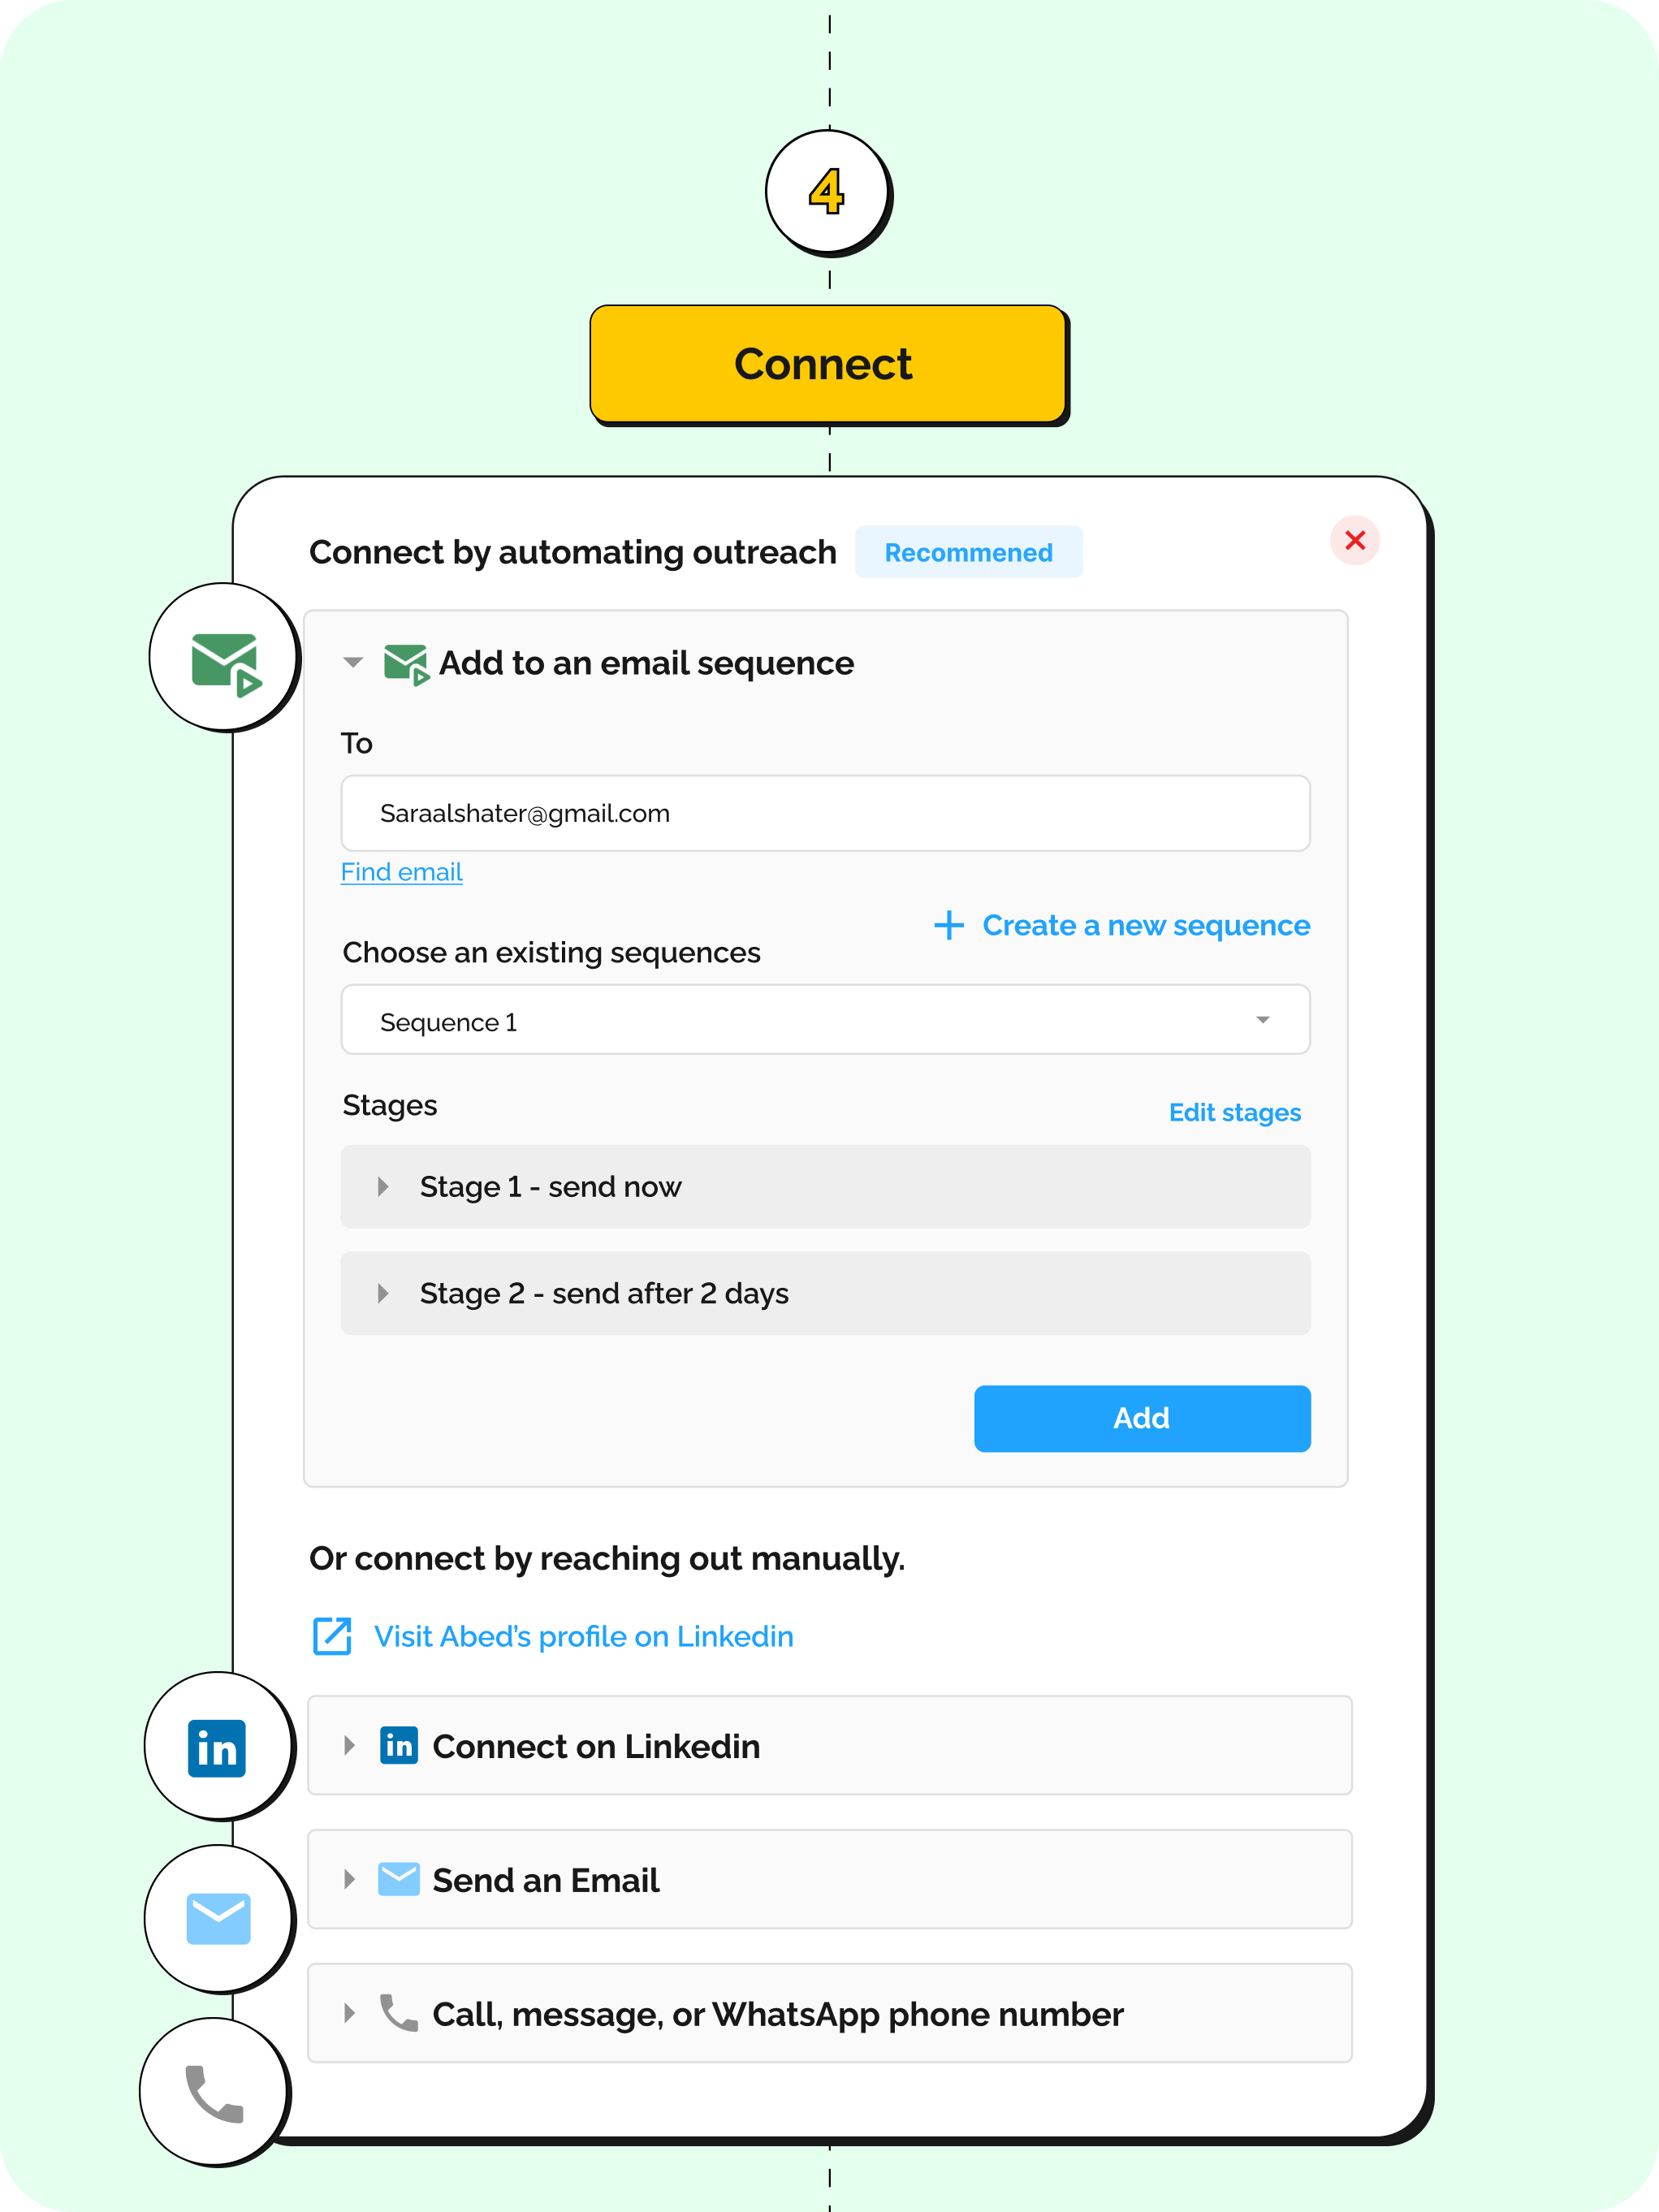 4
Connect
Connect by automating outreach
Recommened
Add to an email sequence
To
Saraalshater@gmail.com
Find email
Create a new sequence
Choose an existing sequences
Sequence 1
Stages
Edit stages
Stage 1 - send now
Stage 2 - send after 2 days
Add
Or connect by reaching out manually.
Visit Abed’s profile on Linkedin
in
in Connect on Linkedin
Send an Email
Call, message, or WhatsApp phone number